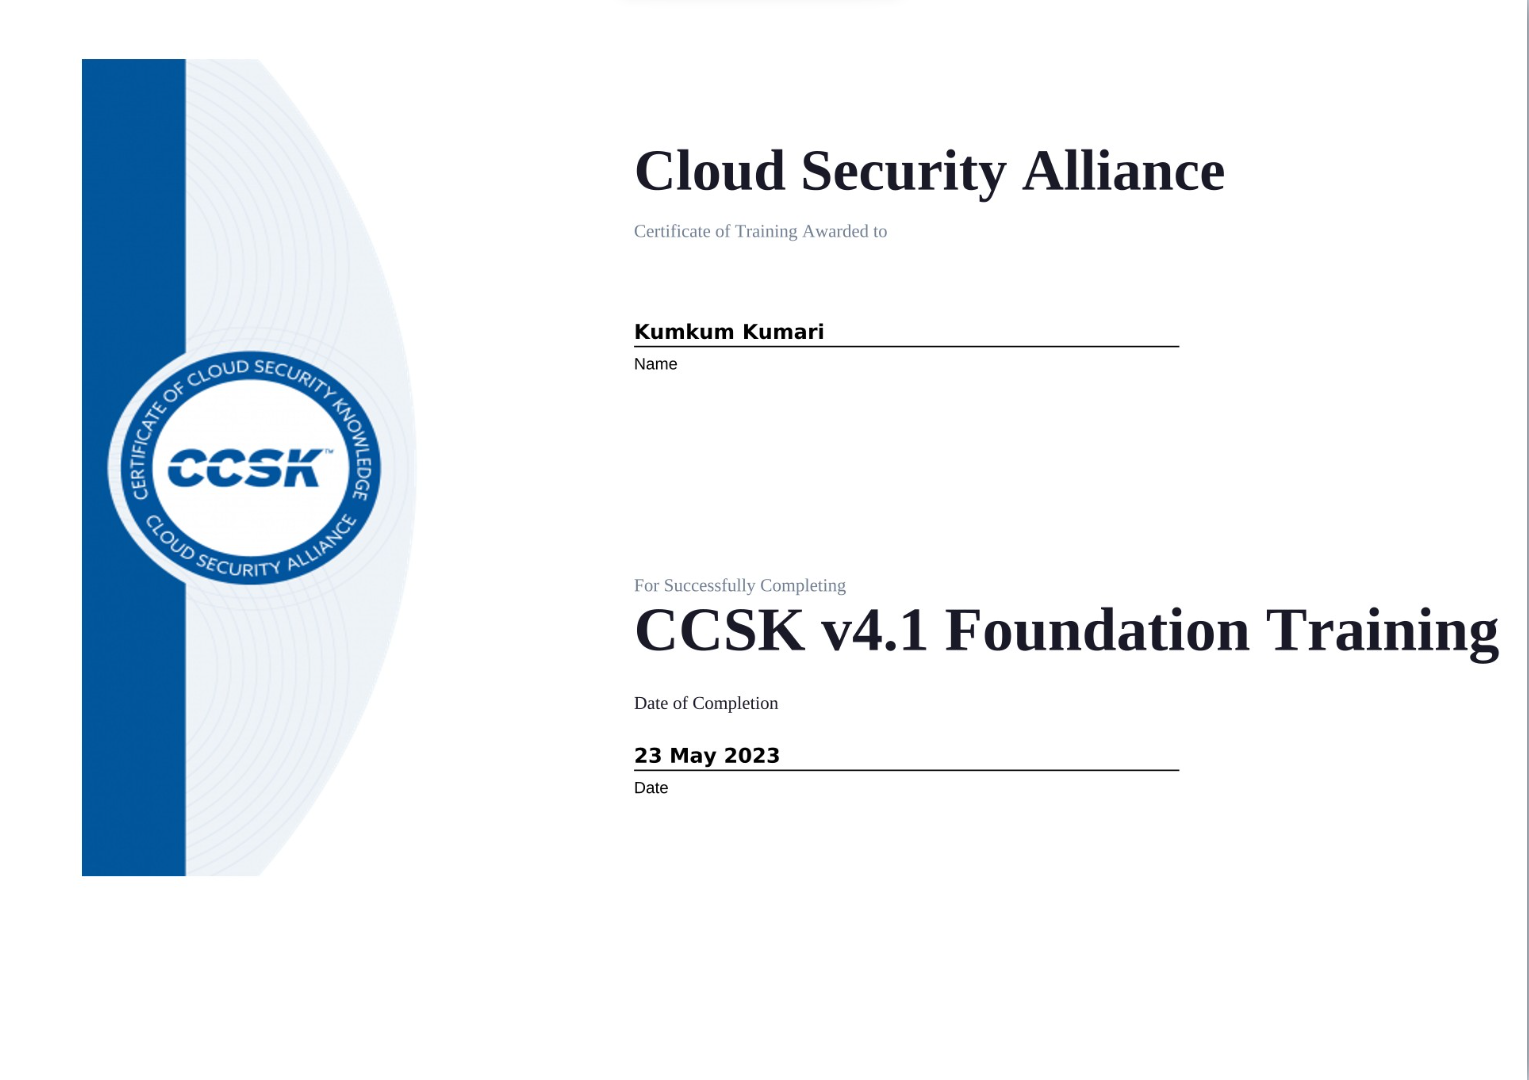 Cloud Security Alliance
Certificate of Training Awarded to
Kumkum Kumari
Name
CERTIFICATE OF CLOUD SECURITY KNOWLEDGE
CCSK™
CLOUD SECURITY ALLIANCE
For Successfully Completing
CCSK v4.1 Foundation Training
Date of Completion
23 May 2023
Date